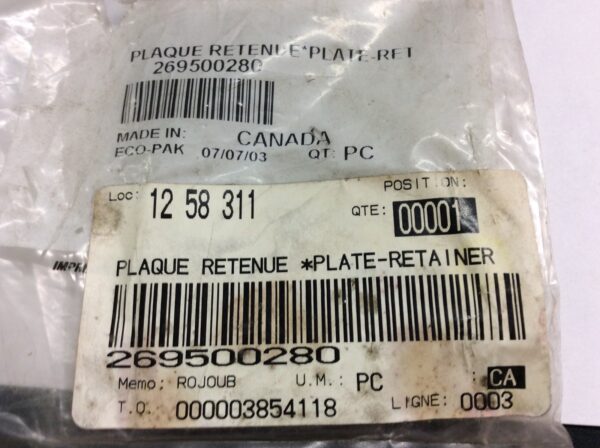 PLAQUE RETENUE*PLATE-RET
269500280
MADE IN: CANADA
ECO-PAK 07/07/03 QT: PC
POSITION:
LOC: 12 58 311 QTE: 00001
PLAQUE RETENUE *PLATE-RETAINER
269500280
Memo: ROJOUB U.M.: PC CA
T.O. 000003854118 LIGNE: 0003